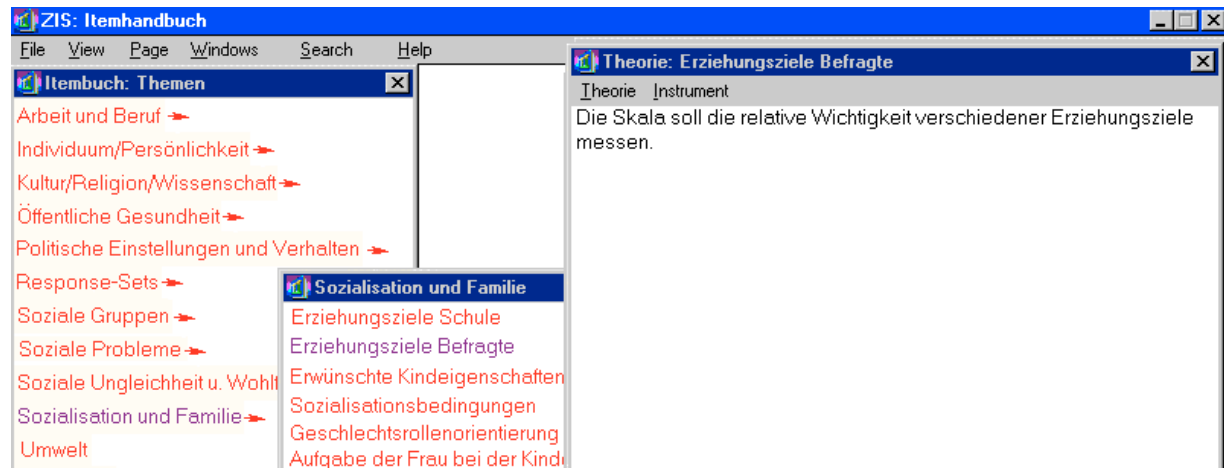 ZIS: Itemhandbuch
File View Page Windows Search Help
Itembuch: Themen
Arbeit und Beruf
Individuum/Persönlichkeit
Kultur/Religion/Wissenschaft
Öffentliche Gesundheit
Politische Einstellungen und Verhalten
Response-Sets
Soziale Gruppen
Soziale Probleme
Soziale Ungleichheit u.
Sozialisation und Familie
Umwelt
Sozialisation und Familie
Erziehungsziele Schule
Erziehungsziele Befragte
Erwünschte Kindeigenschaften
Sozialisationsbedingungen
Geschlechtsrollenorientierung
Aufgabe der Frau bei der
Theorie: Erziehungsziele Befragte
Theorie Instrument
Die Skala soll die relative Wichtigkeit verschiedener Erziehungsziele
messen.